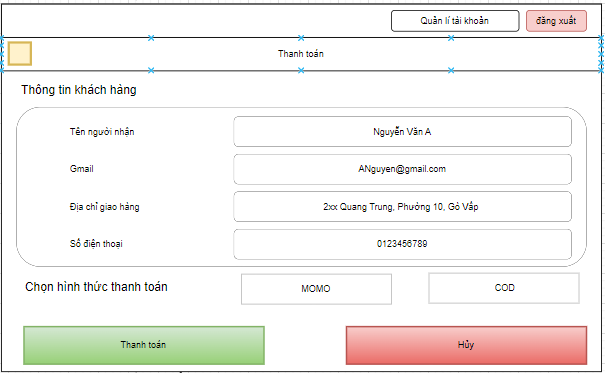 Quản lí tài khoản
đăng xuất
Thanh toán
Thông tin khách hàng
Tên người nhận
Nguyễn Văn A
Gmail
ANguyen@gmail.com
Địa chỉ giao hàng
2xx Quang Trung, Phường 10, Gò Vấp
Số điện thoại
0123456789
Chọn hình thức thanh toán
MOMO
COD
Thanh toán
Hủy